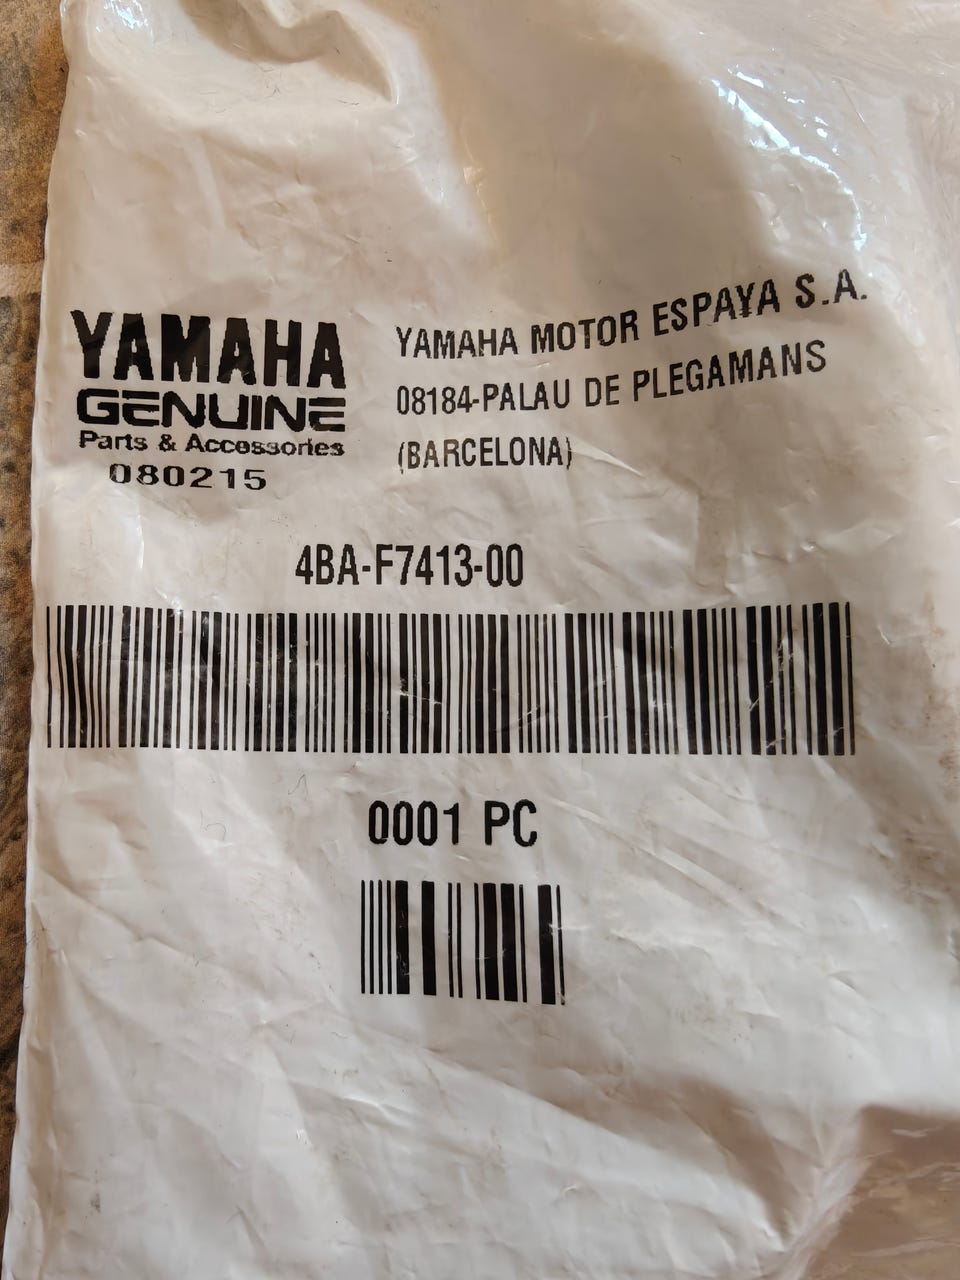 YAMAHA
GENUINE
Parts & Accessories
080215
YAMAHA MOTOR ESPAYA S.A.
08184-PALAU DE PLEGAMANS
(BARCELONA)
4BA-F7413-00
0001 PC